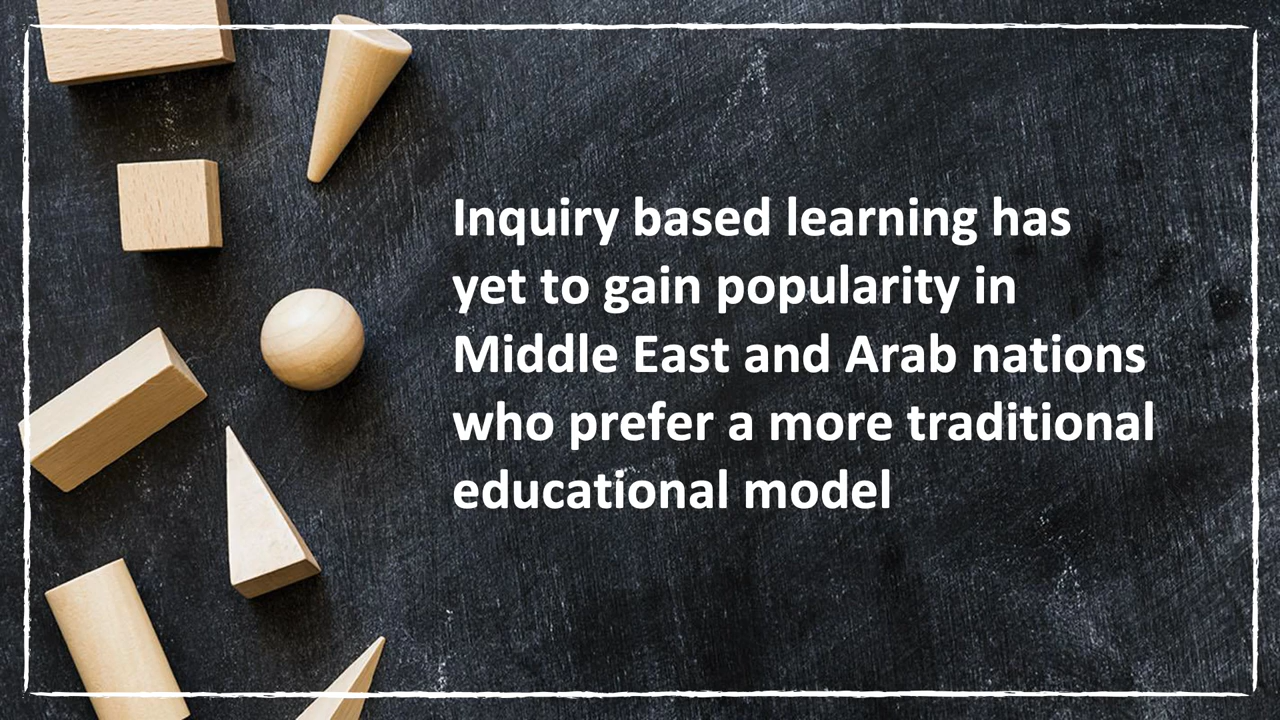 Inquiry based learning has
yet to gain popularity in
Middle East and Arab nations
who prefer a more traditional
educational model